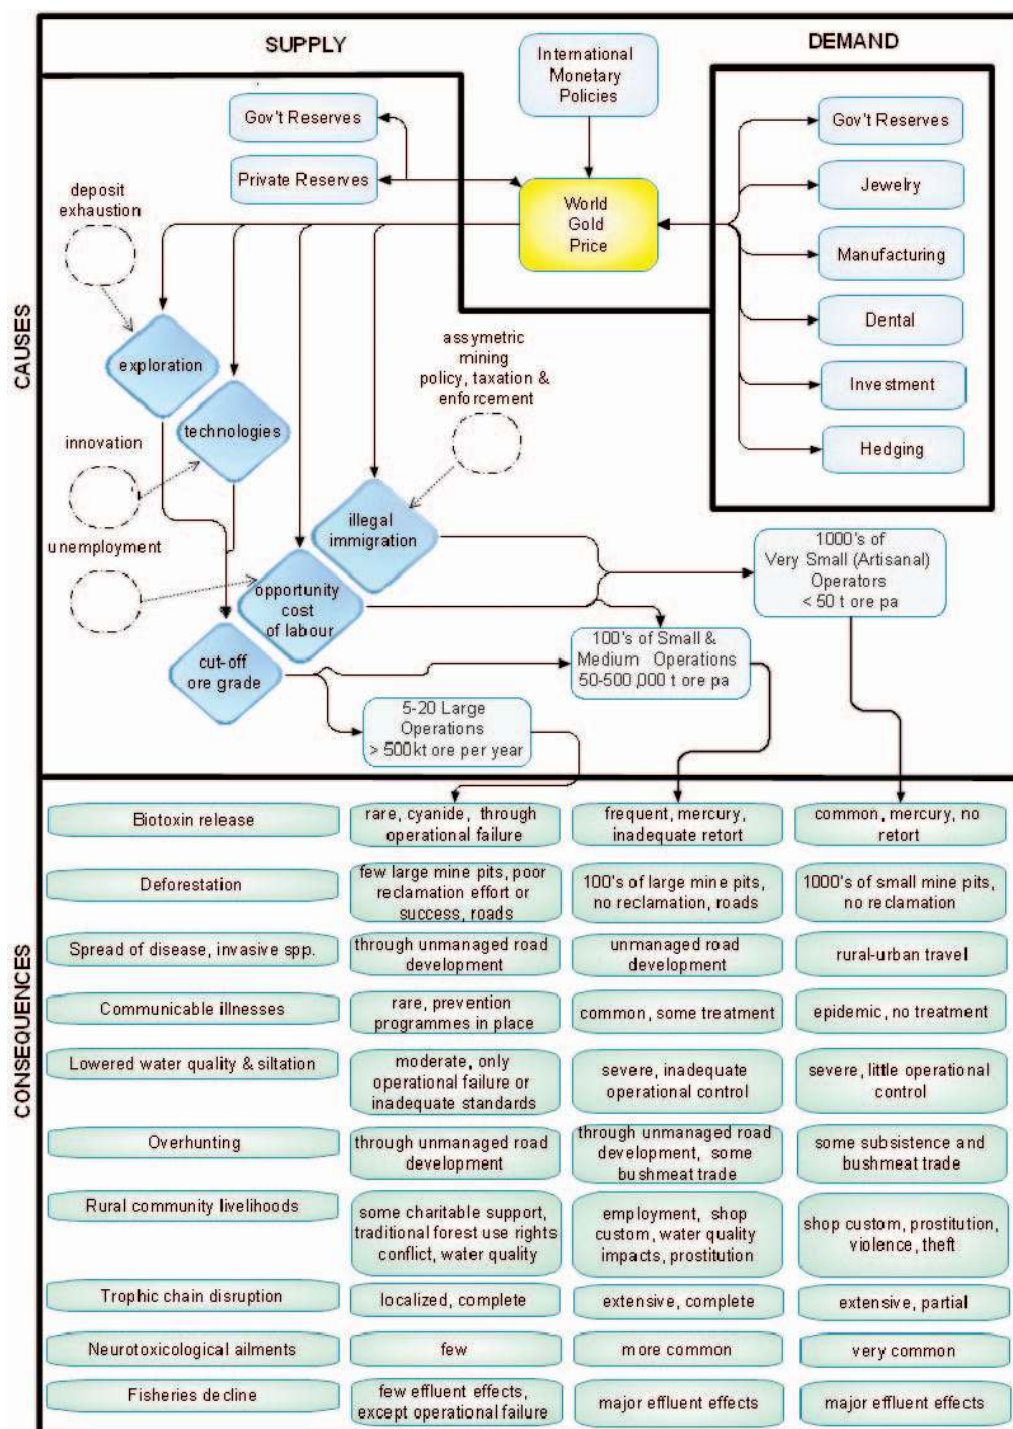 SUPPLY
DEMAND
International
Monetary
Policies
Gov't Reserves
Private Reserves
World
Gold
Price
Gov't Reserves
Jewelry
Manufacturing
Dental
Investment
Hedging
CAUSES
deposit
exhaustion
exploration
technologies
innovation
unemployment
assymetric
mining
policy, taxation &
enforcement
illegal
immigration
opportunity
cost
of labour
cut-off
ore grade
1000's of
Very Small (Artisanal)
Operators
< 50 t ore pa
100's of Small &
Medium Operations
50-500,000 t ore pa
5-20 Large
Operations
> 500kt ore per year
CONSEQUENCES
Biotoxin release
rare, cyanide, through
operational failure
frequent, mercury,
inadequate retort
common, mercury, no
retort
Deforestation
few large mine pits, poor
reclamation effort or
success, roads
100's of large mine pits,
no reclamation, roads
1000's of small mine pits,
no reclamation
Spread of disease, invasive spp.
through unmanaged road
development
unmanaged road
development
rural-urban travel
Communicable illnesses
rare, prevention
programmes in place
common, some treatment
epidemic, no treatment
Lowered water quality & siltation
moderate, only
operational failure or
inadequate standards
severe, inadequate
operational control
severe, little operational
control
Overhunting
through unmanaged road
development
through unmanaged road
development, some
bushmeat trade
some subsistence and
bushmeat trade
Rural community livelihoods
some charitable support,
traditional forest use rights
conflict, water quality
employment, shop
custom, water quality
impacts, prostitution
shop custom, prostitution,
violence, theft
Trophic chain disruption
localized, complete
extensive, complete
extensive, partial
Neurotoxicological ailments
few
more common
very common
Fisheries decline
few effluent effects,
except operational failure
major effluent effects
major effluent effects